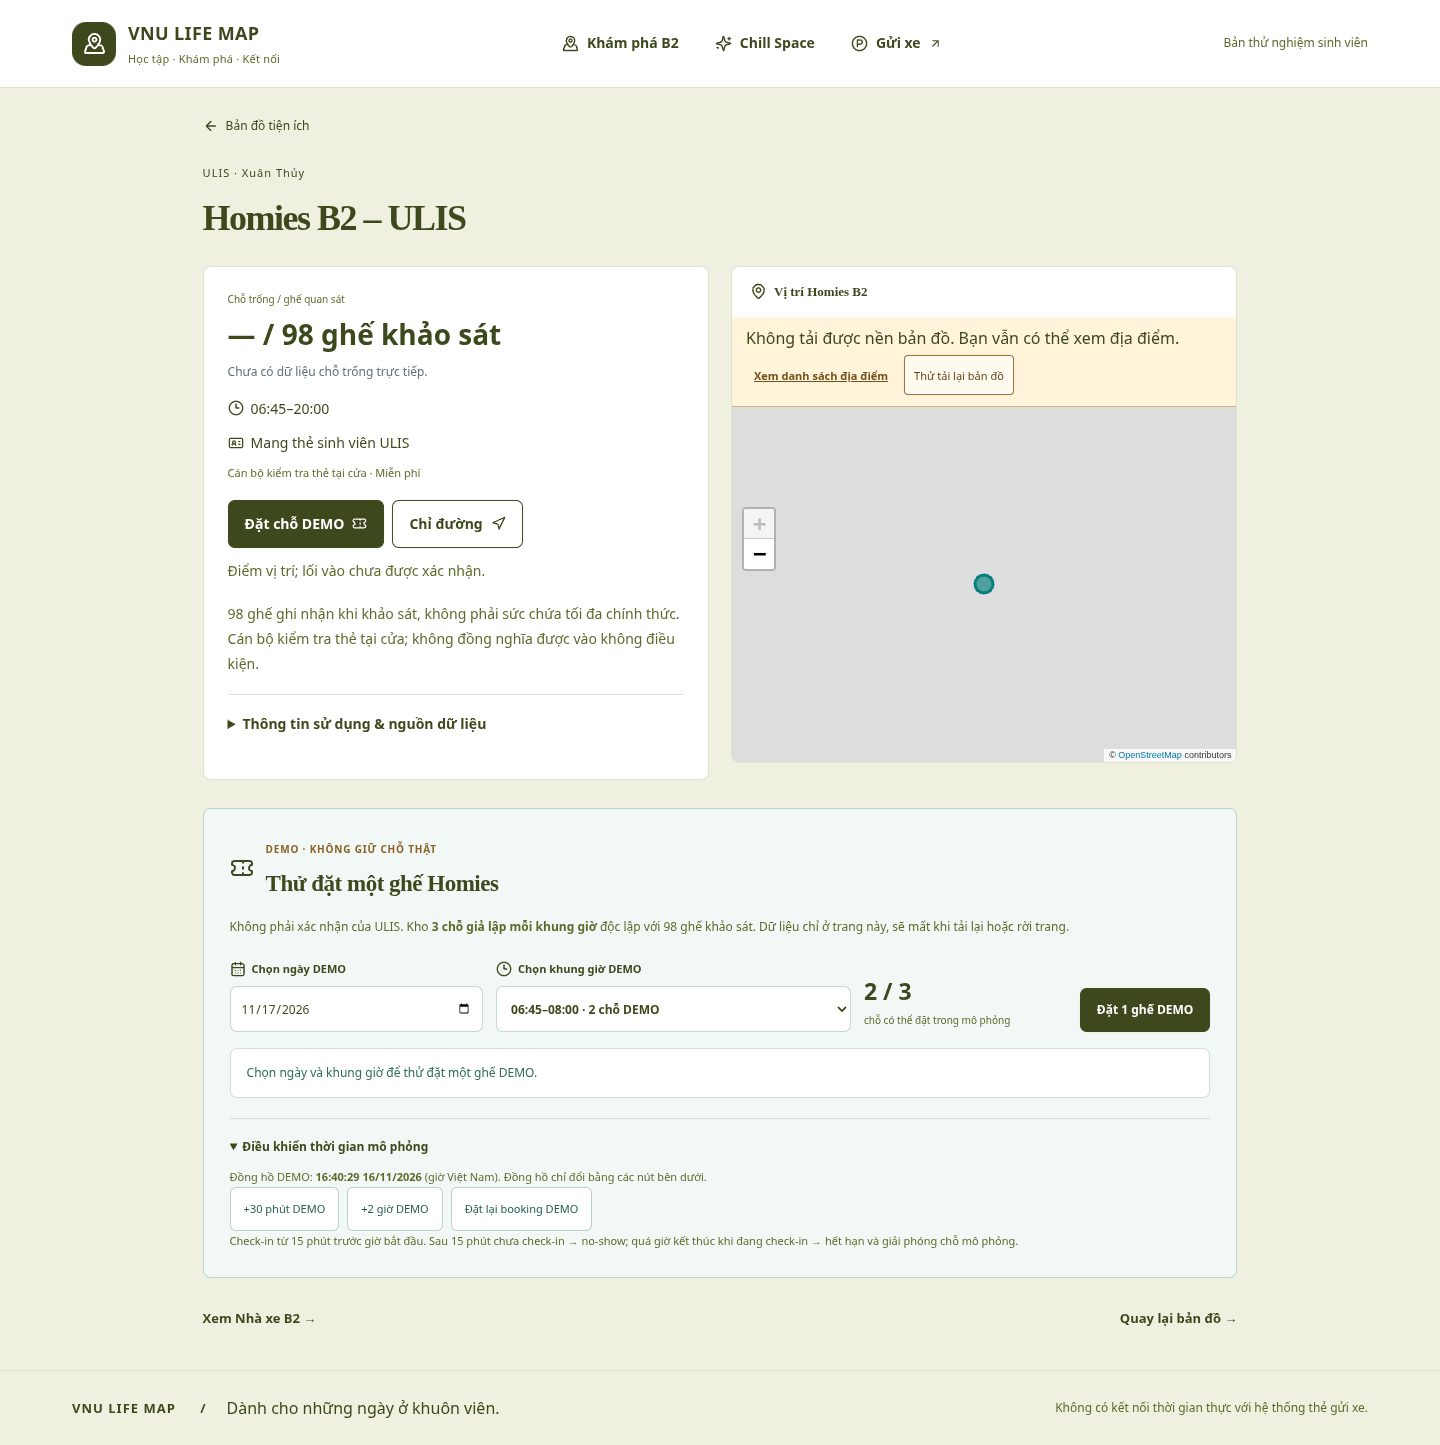 VNU LIFE MAP
Học tập · Khám phá · Kết nối
Khám phá B2
Chill Space
Gửi xe
Bản thử nghiệm sinh viên
Bản đồ tiện ích
ULIS · Xuân Thủy
Homies B2 – ULIS
Chỗ trống / ghế quan sát
— / 98 ghế khảo sát
Chưa có dữ liệu chỗ trống trực tiếp.
06:45–20:00
Mang thẻ sinh viên ULIS
Cán bộ kiểm tra thẻ tại cửa · Miễn phí
Đặt chỗ DEMO
Chỉ đường
Điểm vị trí; lối vào chưa được xác nhận.
98 ghế ghi nhận khi khảo sát, không phải sức chứa tối đa chính thức.
Cán bộ kiểm tra thẻ tại cửa; không đồng nghĩa được vào không điều
kiện.
Thông tin sử dụng & nguồn dữ liệu
Vị trí Homies B2
Không tải được nền bản đồ. Bạn vẫn có thể xem địa điểm.
Xem danh sách địa điểm
Thử tải lại bản đồ
+
−
© OpenStreetMap contributors
DEMO · KHÔNG GIỮ CHỖ THẬT
Thử đặt một ghế Homies
Không phải xác nhận của ULIS. Kho 3 chỗ giả lập mỗi khung giờ độc lập với 98 ghế khảo sát. Dữ liệu chỉ ở trang này, sẽ mất khi tải lại hoặc rời trang.
Chọn ngày DEMO
11/17/2026
Chọn khung giờ DEMO
06:45–08:00 · 2 chỗ DEMO
2 / 3
chỗ có thể đặt trong mô phỏng
Đặt 1 ghế DEMO
Chọn ngày và khung giờ để thử đặt một ghế DEMO.
Điều khiển thời gian mô phỏng
Đồng hồ DEMO: 16:40:29 16/11/2026 (giờ Việt Nam). Đồng hồ chỉ đổi bằng các nút bên dưới.
+30 phút DEMO
+2 giờ DEMO
Đặt lại booking DEMO
Check-in từ 15 phút trước giờ bắt đầu. Sau 15 phút chưa check-in → no-show; quá giờ kết thúc khi đang check-in → hết hạn và giải phóng chỗ mô phỏng.
Xem Nhà xe B2 →
Quay lại bản đồ →
VNU LIFE MAP / Dành cho những ngày ở khuôn viên.
Không có kết nối thời gian thực với hệ thống thẻ gửi xe.